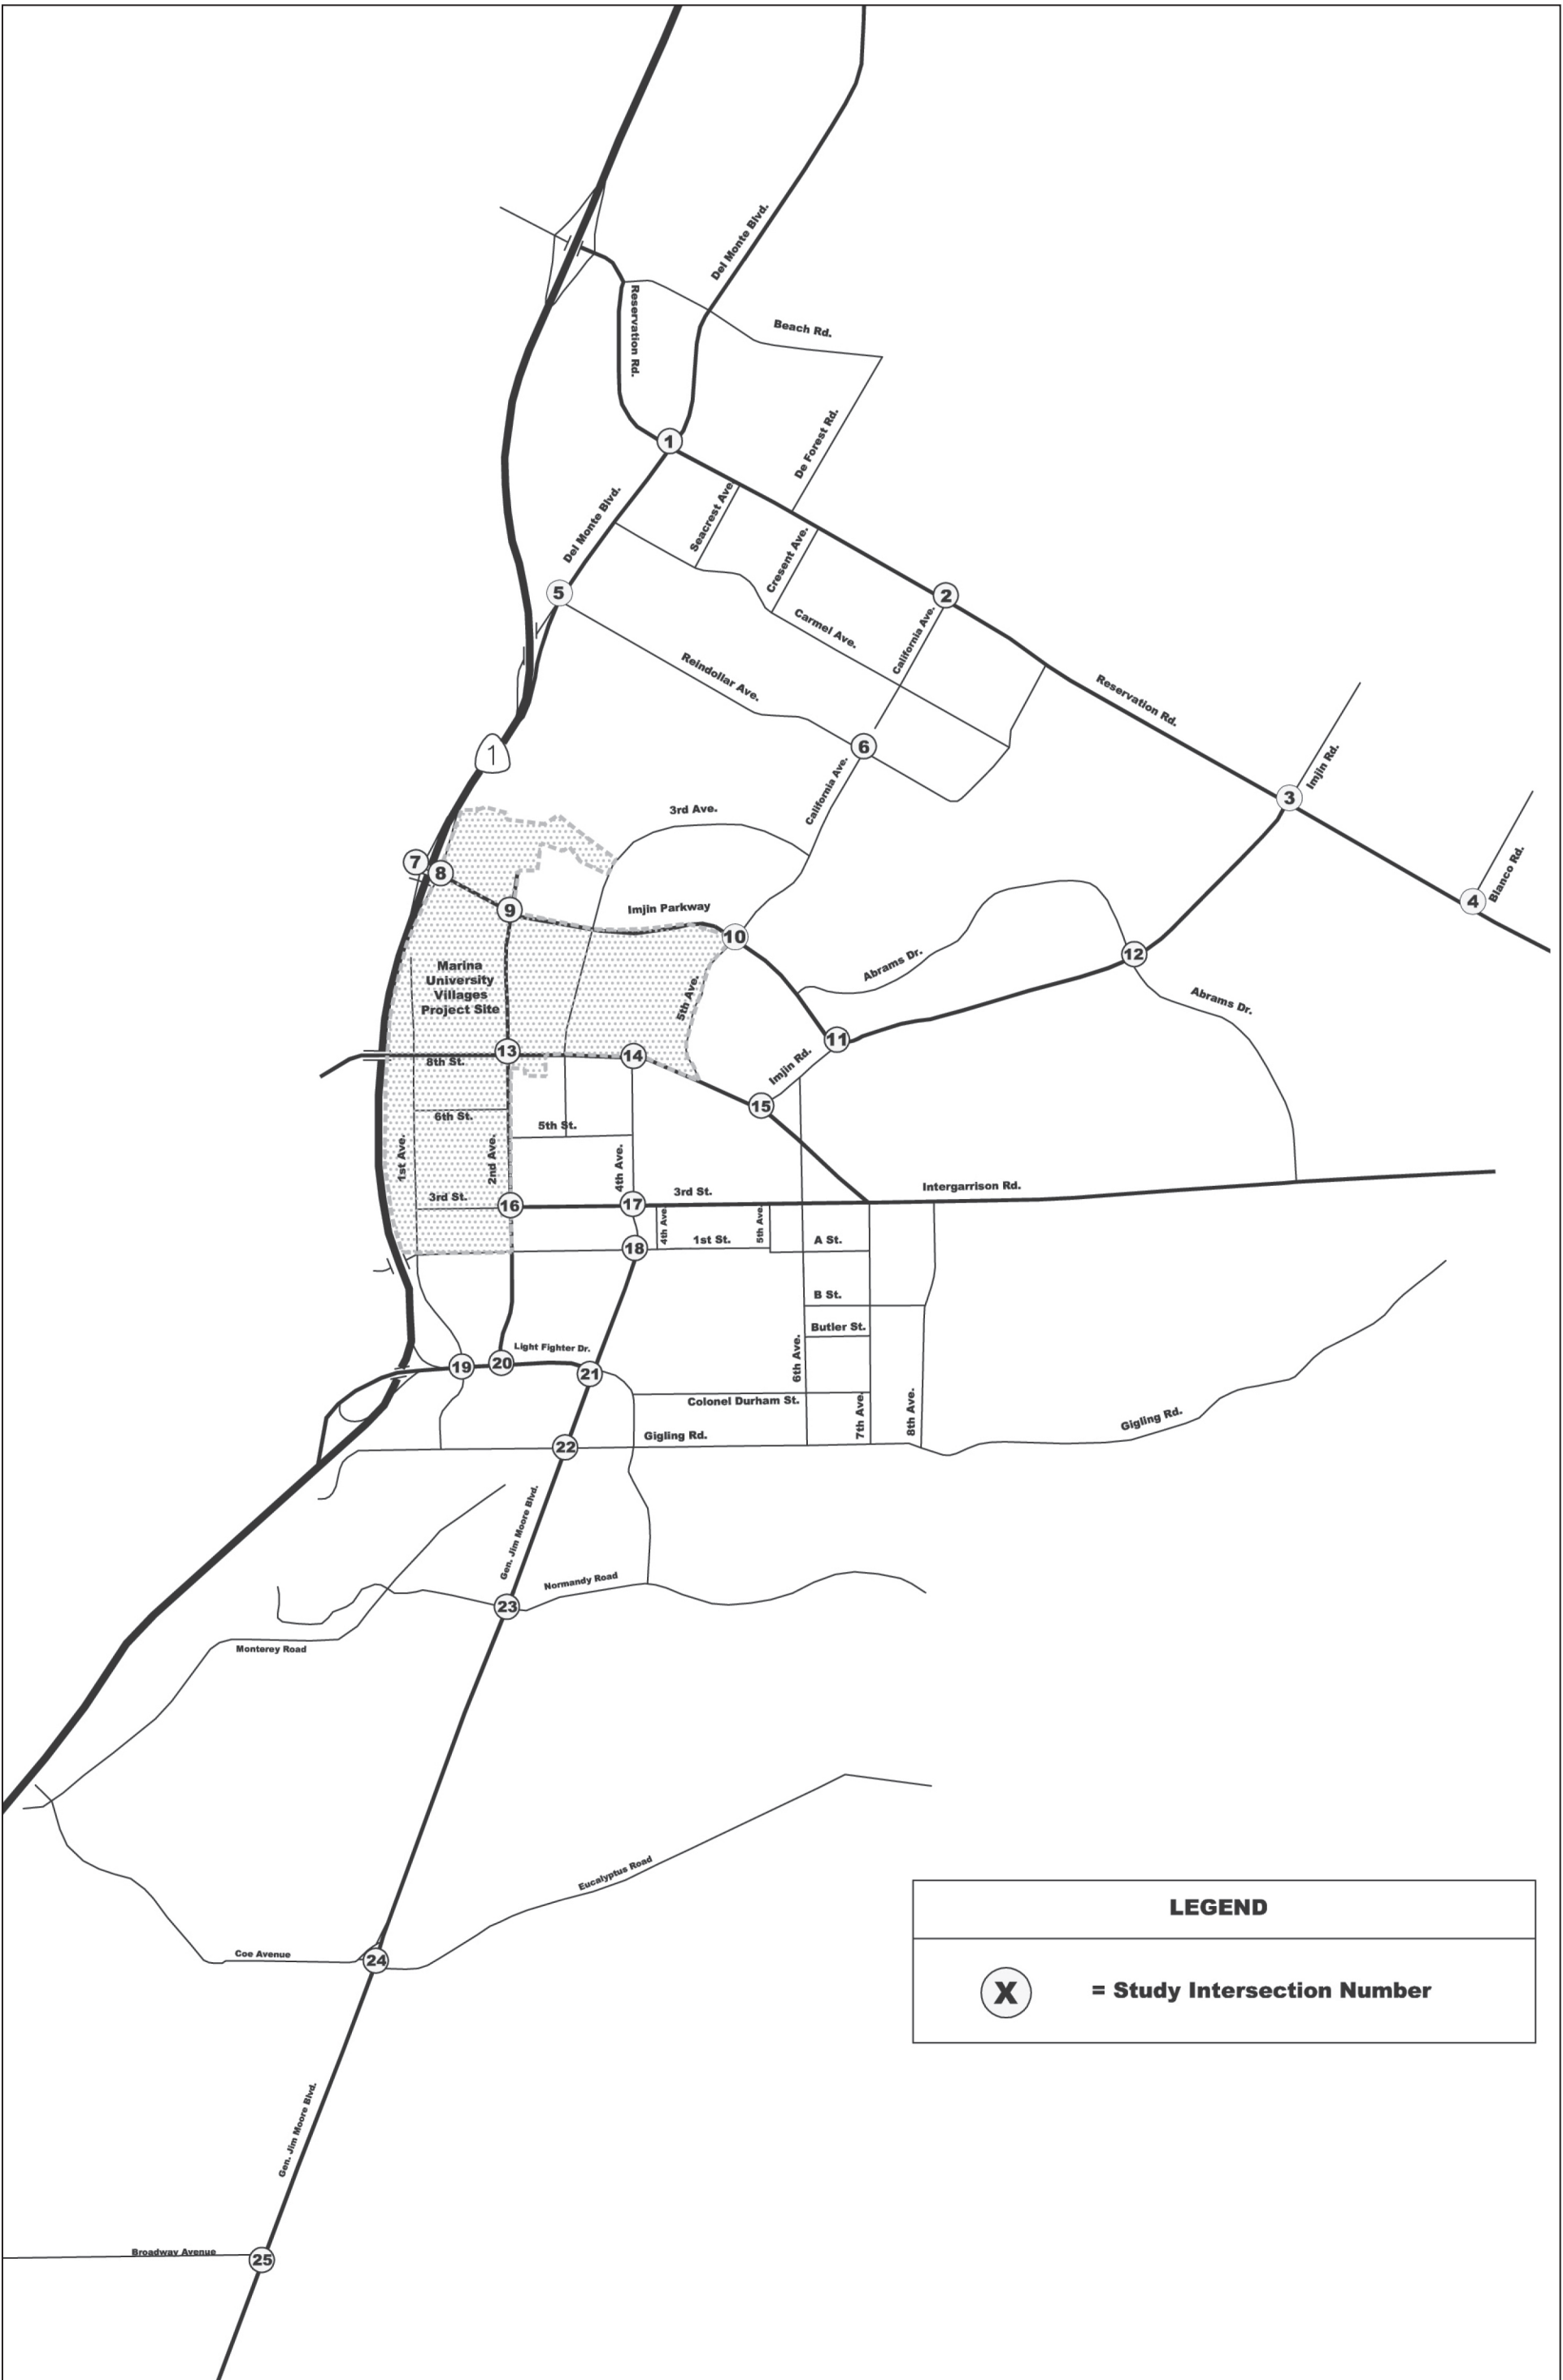 Del Monte Blvd.
Reservation Rd.
Beach Rd.
De Forest Rd.
1
Seacrest Ave.
Del Monte Blvd.
Cresent Ave.
5
2
Carmel Ave.
California Ave.
Reindollar Ave.
Reservation Rd.
6
1
Imjin Rd.
3
California Ave.
3rd Ave.
7
8
Blanco Rd.
4
9
Imjin Parkway
10
Abrams Dr.
12
Marina
University
Villages
Project Site
5th Ave.
Abrams Dr.
11
13
8th St.
14
Imjin Rd.
15
6th St.
5th St.
1st Ave.
2nd Ave.
4th Ave.
3rd St.
16
17
3rd St.
Intergarrison Rd.
4th Ave.
5th Ave.
18
1st St.
A St.
B St.
Butler St.
Light Fighter Dr.
19
20
21
6th Ave.
Colonel Durham St.
7th Ave.
8th Ave.
Gigling Rd.
Gigling Rd.
22
Gen. Jim Moore Blvd.
Normandy Road
23
Monterey Road
Eucalyptus Road
Coe Avenue
24
LEGEND
X
= Study Intersection Number
Gen. Jim Moore Blvd.
Broadway Avenue
25